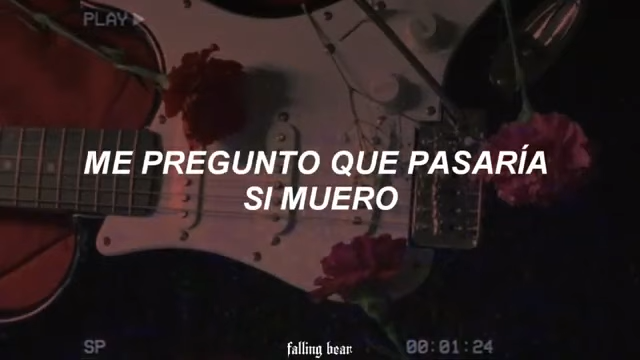 PLAY
ME PREGUNTO QUE PASARÍA
SI MUERO
SP
falling bear
00:01:24